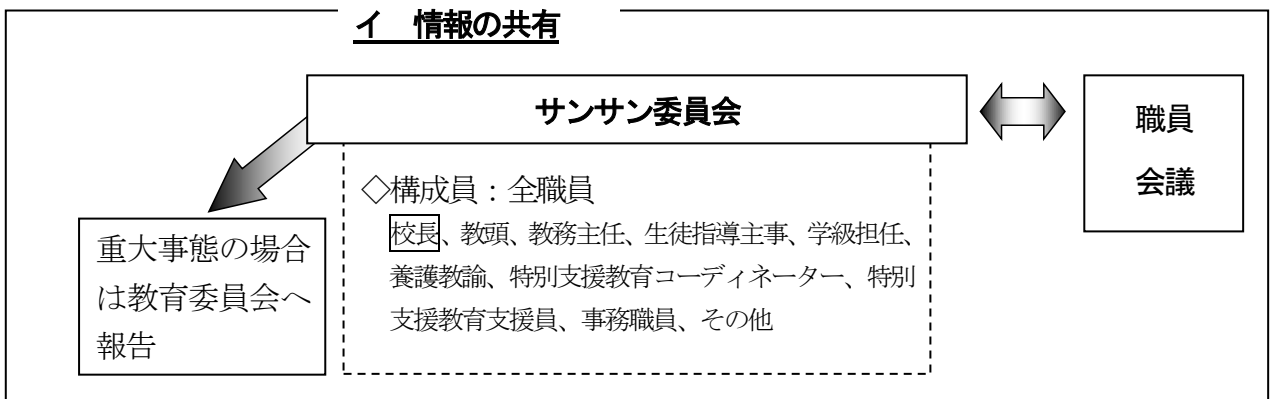 イ 情報の共有
サンサン委員会
職員
会議
◇構成員:全職員
校長、教頭、教務主任、生徒指導主事、学級担任、
養護教諭、特別支援教育コーディネーター、特別
支援教育支援員、事務職員、その他
重大事態の場合
は教育委員会へ
報告